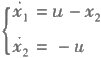 ẋ₁ = u − x₂
ẋ₂ = −u